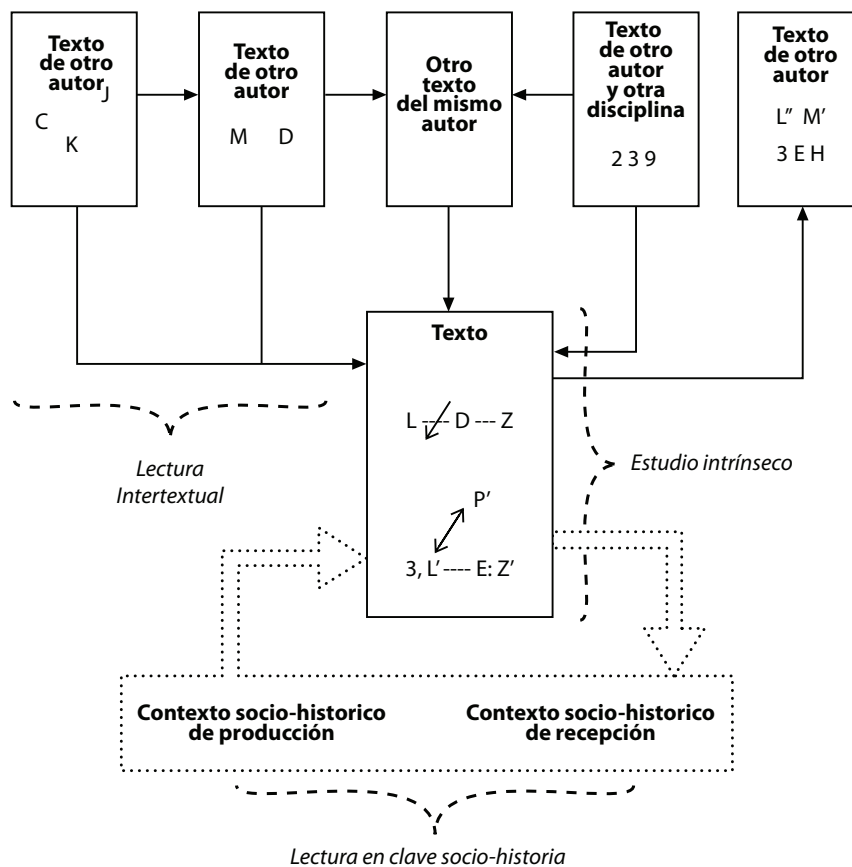 Texto
de otro
autor
J
C
K
Texto
de otro
autor
M D
Otro
texto
del mismo
autor
Texto
de otro
autor
y otra
disciplina
2 3 9
Texto
de otro
autor
L” M’
3 E H
Texto
L ---- D --- Z
P’
3, L’ ---- E: Z’
Lectura
Intertextual
Estudio intrínseco
Contexto socio-historico
de producción
Contexto socio-historico
de recepción
Lectura en clave socio-historia